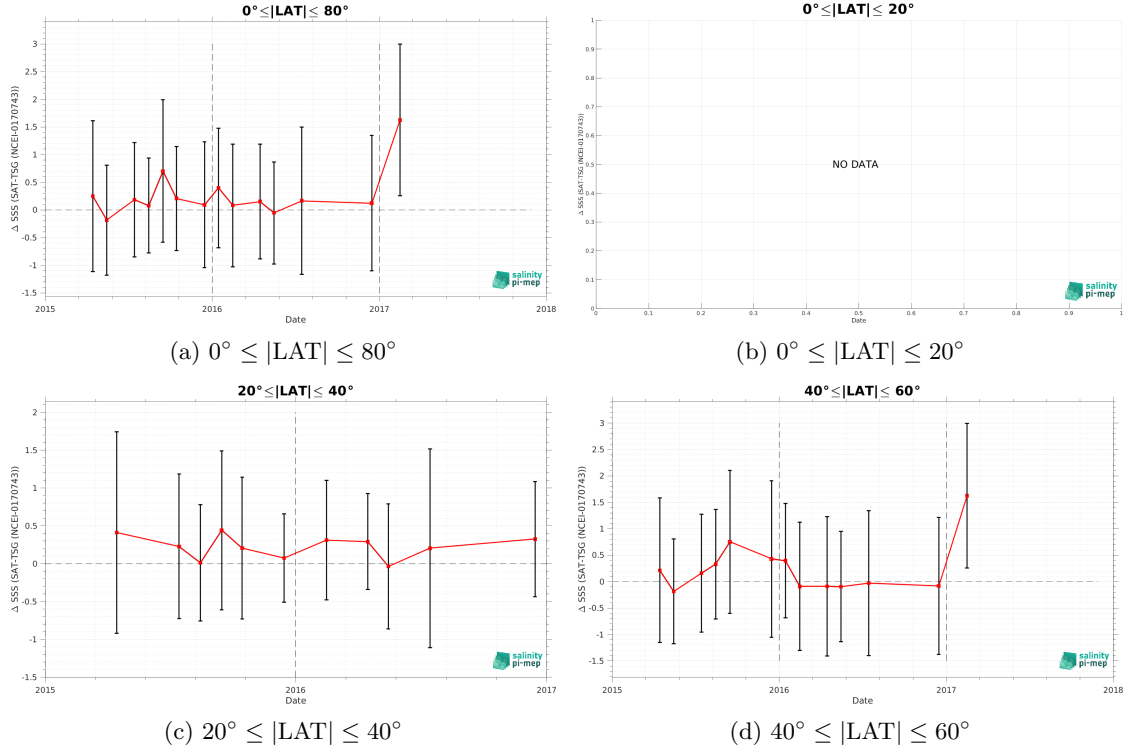 0°≤|LAT|≤ 80°
Δ SSS (SAT-TSG (NCEI-0170743))
3
2.5
2
1.5
1
0.5
0
-0.5
-1
-1.5
2015
2016
2017
2018
Date
salinity
pi-mep
(a) 0° ≤ |LAT| ≤ 80°
0°≤|LAT|≤ 20°
Δ SSS (SAT-TSG (NCEI-0170743))
1
0.9
0.8
0.7
0.6
0.5
0.4
0.3
0.2
0.1
0
NO DATA
0
0.1
0.2
0.3
0.4
0.5
0.6
0.7
0.8
0.9
1
Date
salinity
pi-mep
(b) 0° ≤ |LAT| ≤ 20°
20°≤|LAT|≤ 40°
Δ SSS (SAT-TSG (NCEI-0170743))
2
1.5
1
0.5
0
-0.5
-1
-1.5
2015
2016
2017
Date
salinity
pi-mep
(c) 20° ≤ |LAT| ≤ 40°
40°≤|LAT|≤ 60°
Δ SSS (SAT-TSG (NCEI-0170743))
3
2.5
2
1.5
1
0.5
0
-0.5
-1
-1.5
2015
2016
2017
2018
Date
salinity
pi-mep
(d) 40° ≤ |LAT| ≤ 60°